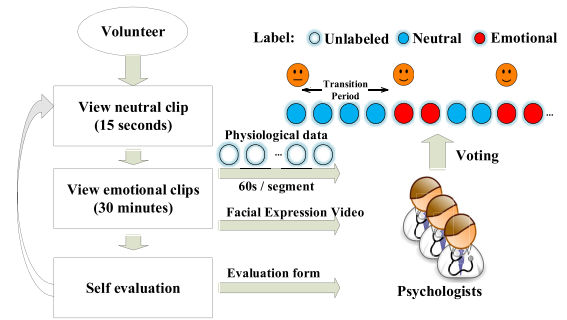 Volunteer
Label: Unlabeled Neutral Emotional
Transition
Period
View neutral clip
(15 seconds)
...
Physiological data
...
Voting
View emotional clips
(30 minutes)
60s / segment
Facial Expression Video
Evaluation form
Self evaluation
Psychologists